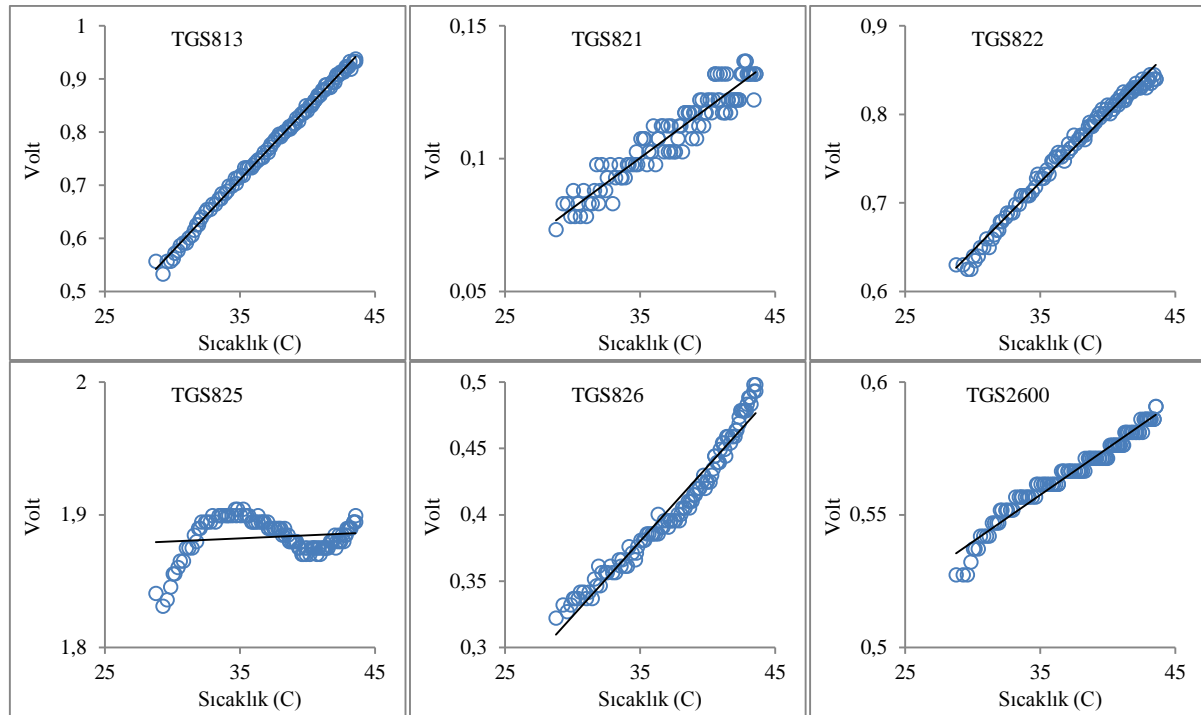 TGS813
1
0,9
0,8
0,7
0,6
0,5
Volt
25 35 45
Sıcaklık (C)
TGS821
0,15
0,1
0,05
Volt
25 35 45
Sıcaklık (C)
TGS822
0,9
0,8
0,7
0,6
Volt
25 35 45
Sıcaklık (C)
TGS825
2
1,9
1,8
Volt
25 35 45
Sıcaklık (C)
TGS826
0,5
0,45
0,4
0,35
0,3
Volt
25 35 45
Sıcaklık (C)
TGS2600
0,6
0,55
0,5
Volt
25 35 45
Sıcaklık (C)